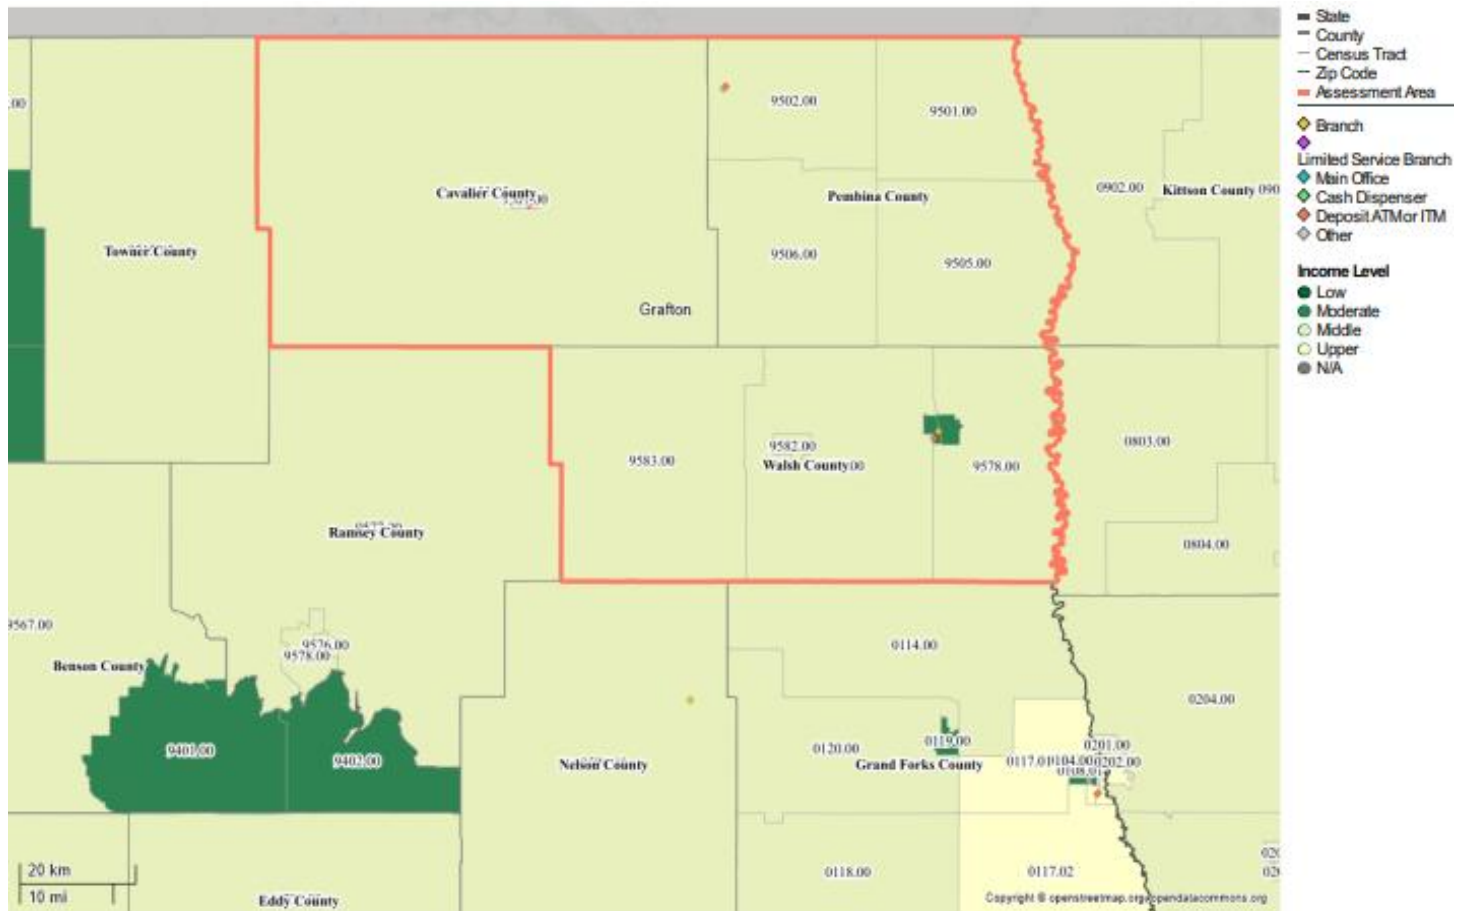 State
County
Census Tract
Zip Code
Assessment Area
Branch
Limited Service Branch
Main Office
Cash Dispenser
Deposit ATM or ITM
Other
Income Level
Low
Moderate
Middle
Upper
N/A
.00
9502.00
9501.00
Cavalier County
Pembina County
0902.00
Kittson County
090
Towner County
9506.00
9505.00
Grafton
9583.00
9582.00
Walsh County
00
9578.00
0803.00
Ramsey County
0804.00
9567.00
9576.00
9578.00
Benson County
0114.00
0204.00
9401.00
9402.00
Nelson County
0120.00
0119.00
Grand Forks County
0117.01
0104.00
0201.00
0202.00
0118.00
0117.02
20 km
10 mi
Eddy County
Copyright © openstreetmap.org/opendatacommons.org